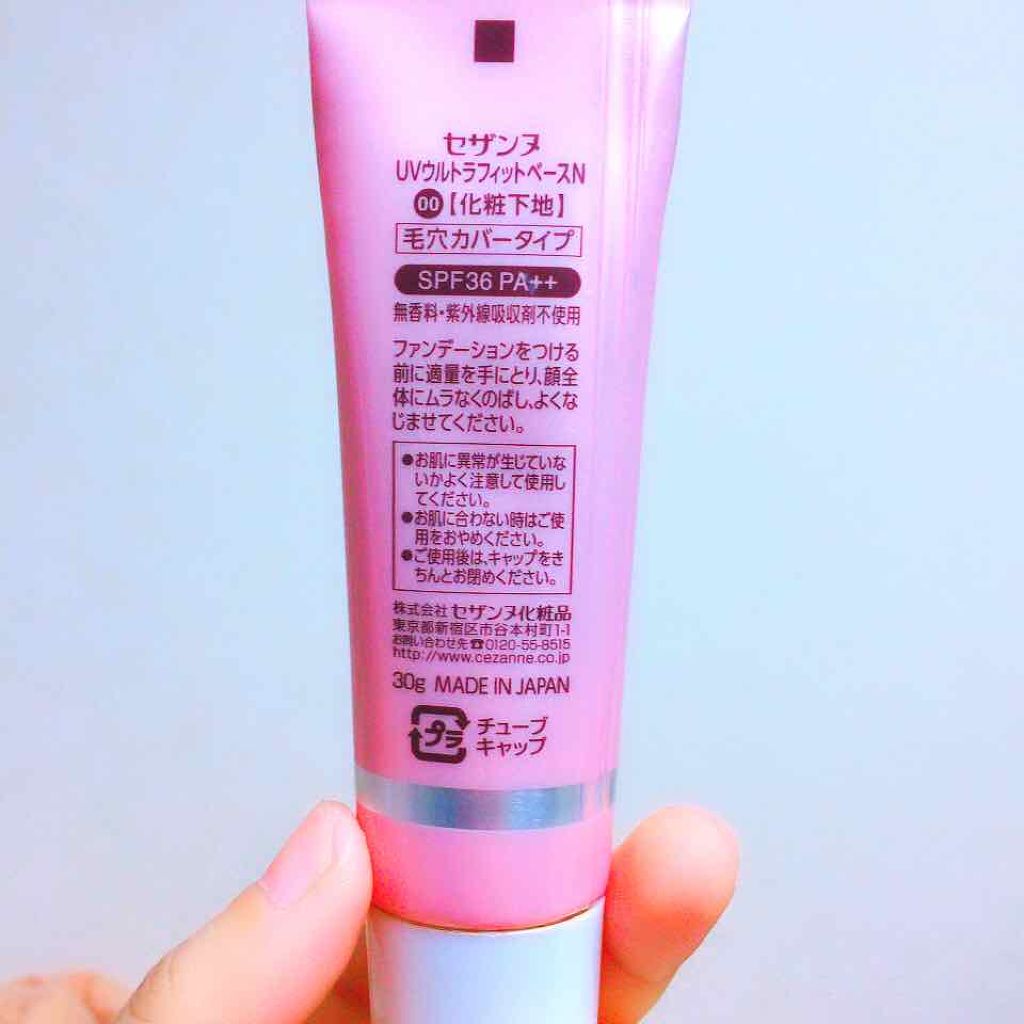 セザンヌ
UVウルトラフィットベースN
00【化粧下地】
毛穴カバータイプ
SPF36 PA++
無香料・紫外線吸収剤不使用
ファンデーションをつける
前に適量を手にとり、顔全
体にムラなくのばし、よくな
じませてください。
●お肌に異常が生じていな
いかよく注意して使用し
てください。
●お肌に合わない時はご使
用をおやめください。
●ご使用後は、キャップをき
ちんとお閉めください。
株式会社 セザンヌ化粧品
東京都新宿区市谷本村町1-1
お問い合わせ先☎0120-55-8515
http://www.cezanne.co.jp
30g MADE IN JAPAN
プラ チューブ
キャップ